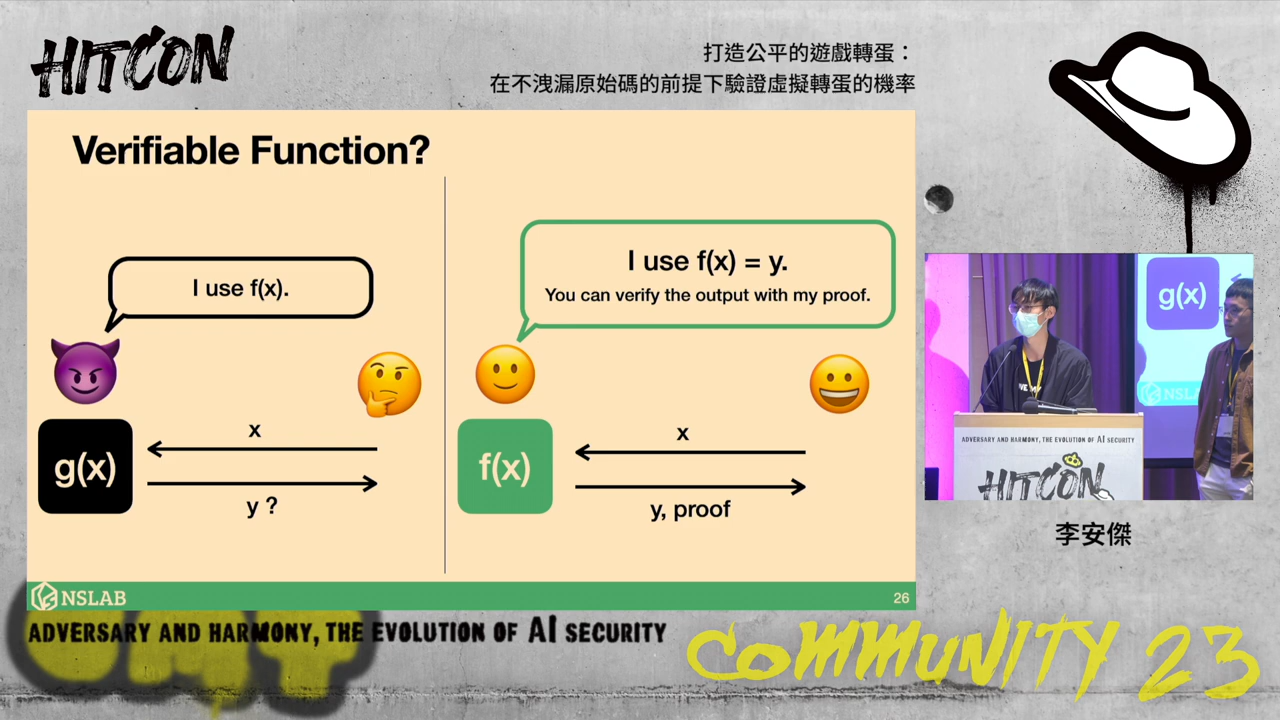 HITCON
打造公平的遊戲轉蛋：
在不洩漏原始碼的前提下驗證虛擬轉蛋的機率
Verifiable Function?
I use f(x).
I use f(x) = y.
You can verify the output with my proof.
g(x)
x
y ?
f(x)
x
y, proof
NSLAB
26
g(x)
NSLA
ADVERSARY AND HARMONY, THE EVOLUTION OF AI SECURITY
HITCON
李安傑
ADVERSARY AND HARMONY, THE EVOLUTION OF AI SECURITY
COMMUNITY 23